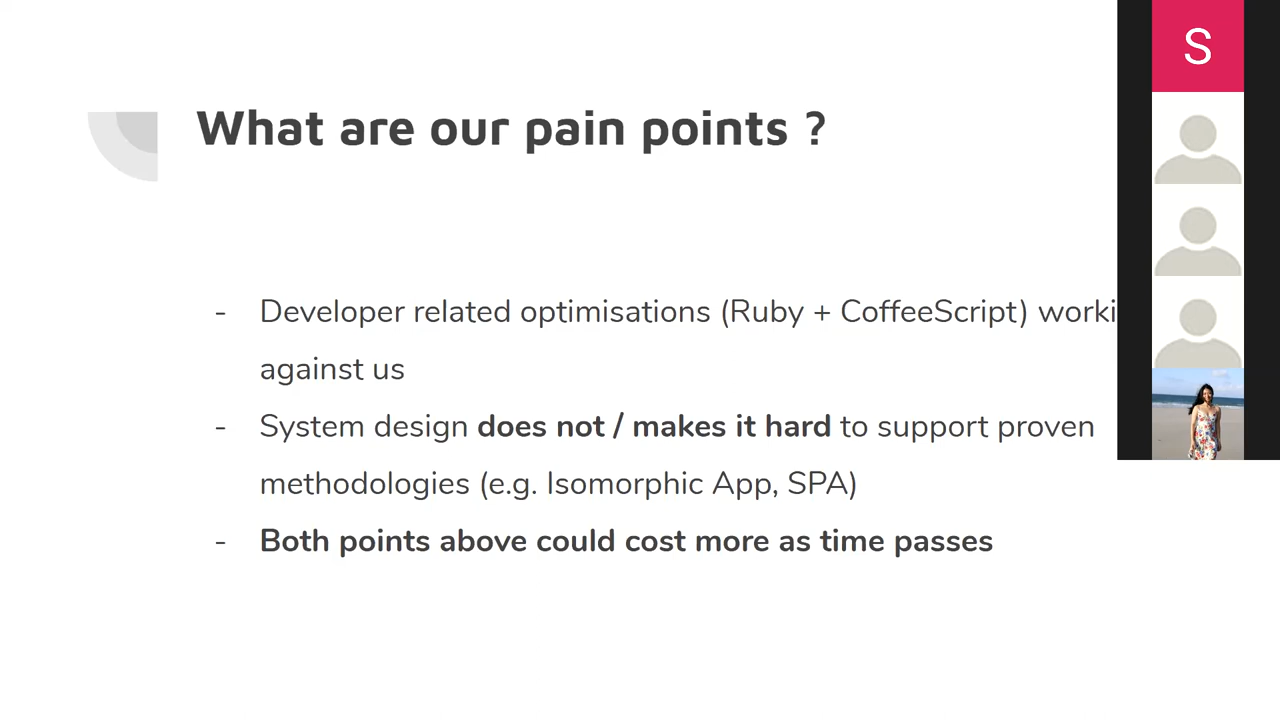 What are our pain points ?
S
- Developer related optimisations (Ruby + CoffeeScript) worki
against us
- System design does not / makes it hard to support proven
methodologies (e.g. Isomorphic App, SPA)
- Both points above could cost more as time passes